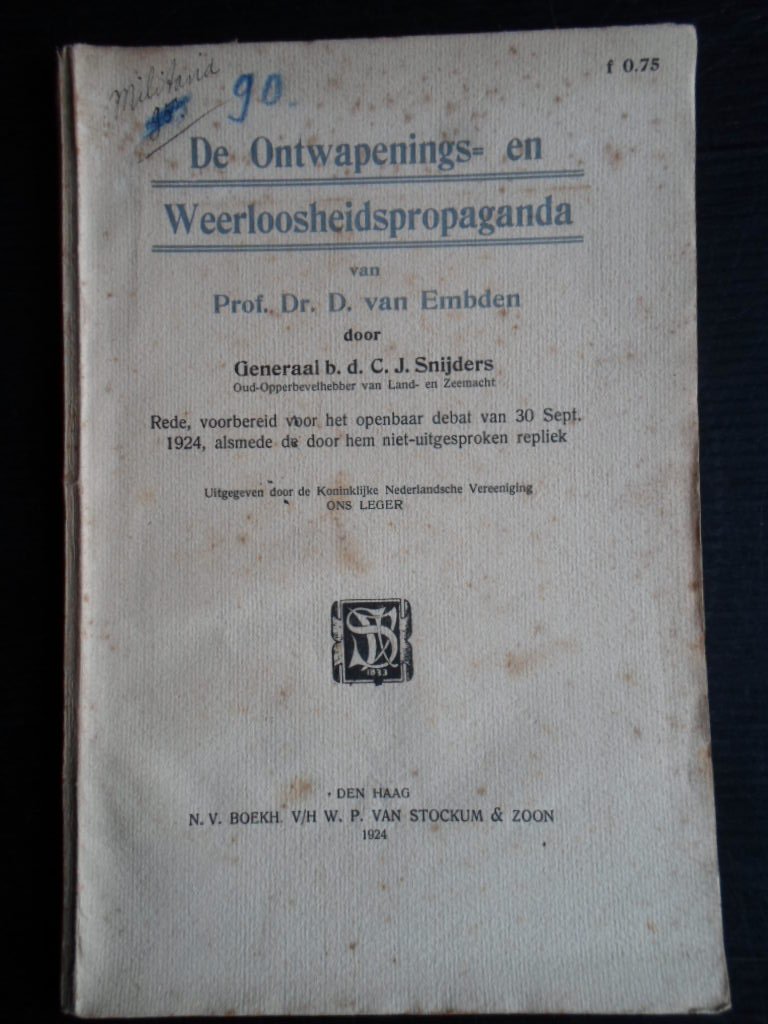 Militaria
90.
f 0.75
De Ontwapenings= en
Weerloosheidspropaganda
van
Prof. Dr. D. van Embden
door
Generaal b. d. C. J. Snijders
Oud-Opperbevelhebber van Land- en Zeemacht
Rede, voorbereid voor het openbaar debat van 30 Sept.
1924, alsmede de door hem niet-uitgesproken repliek
Uitgegeven door de Koninklijke Nederlandsche Vereeniging
ONS LEGER
1833
DEN HAAG
N. V. BOEKH. V/H W. P. VAN STOCKUM & ZOON
1924